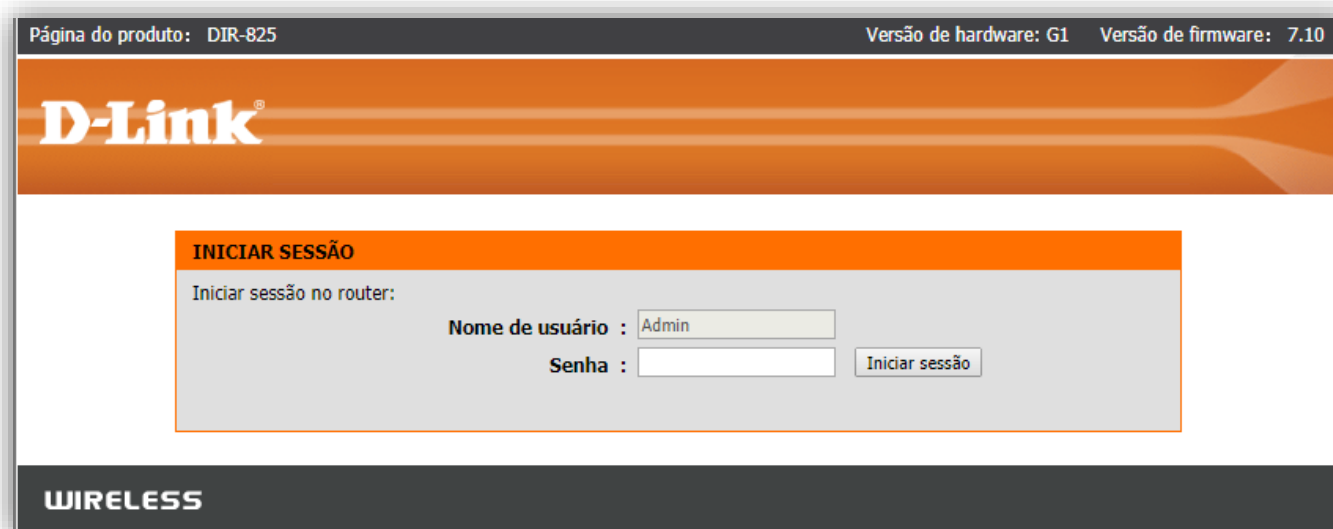 Página do produto: DIR-825 Versão de hardware: G1 Versão de firmware: 7.10
D-Link®
INICIAR SESSÃO
Iniciar sessão no router:
Nome de usuário : Admin
Senha : Iniciar sessão
WIRELESS